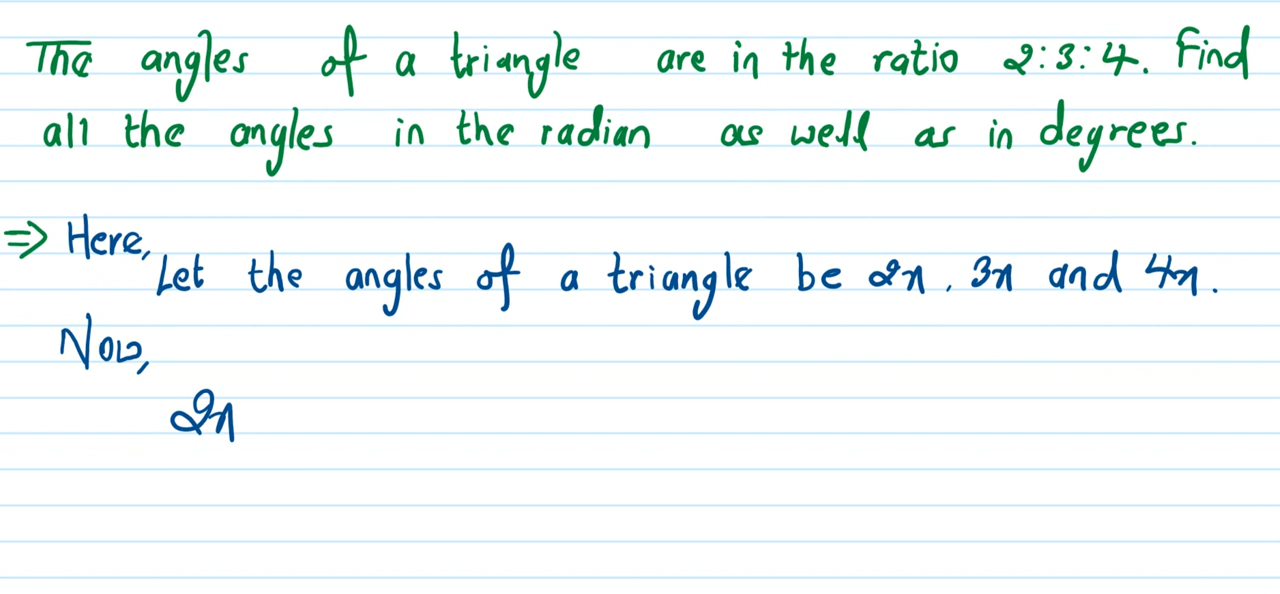 The angles of a triangle are in the ratio 2:3:4. Find
all the angles in the radian as well as in degrees.
⇒ Here,
Let the angles of a triangle be 2x, 3x and 4x.
Now,
2x